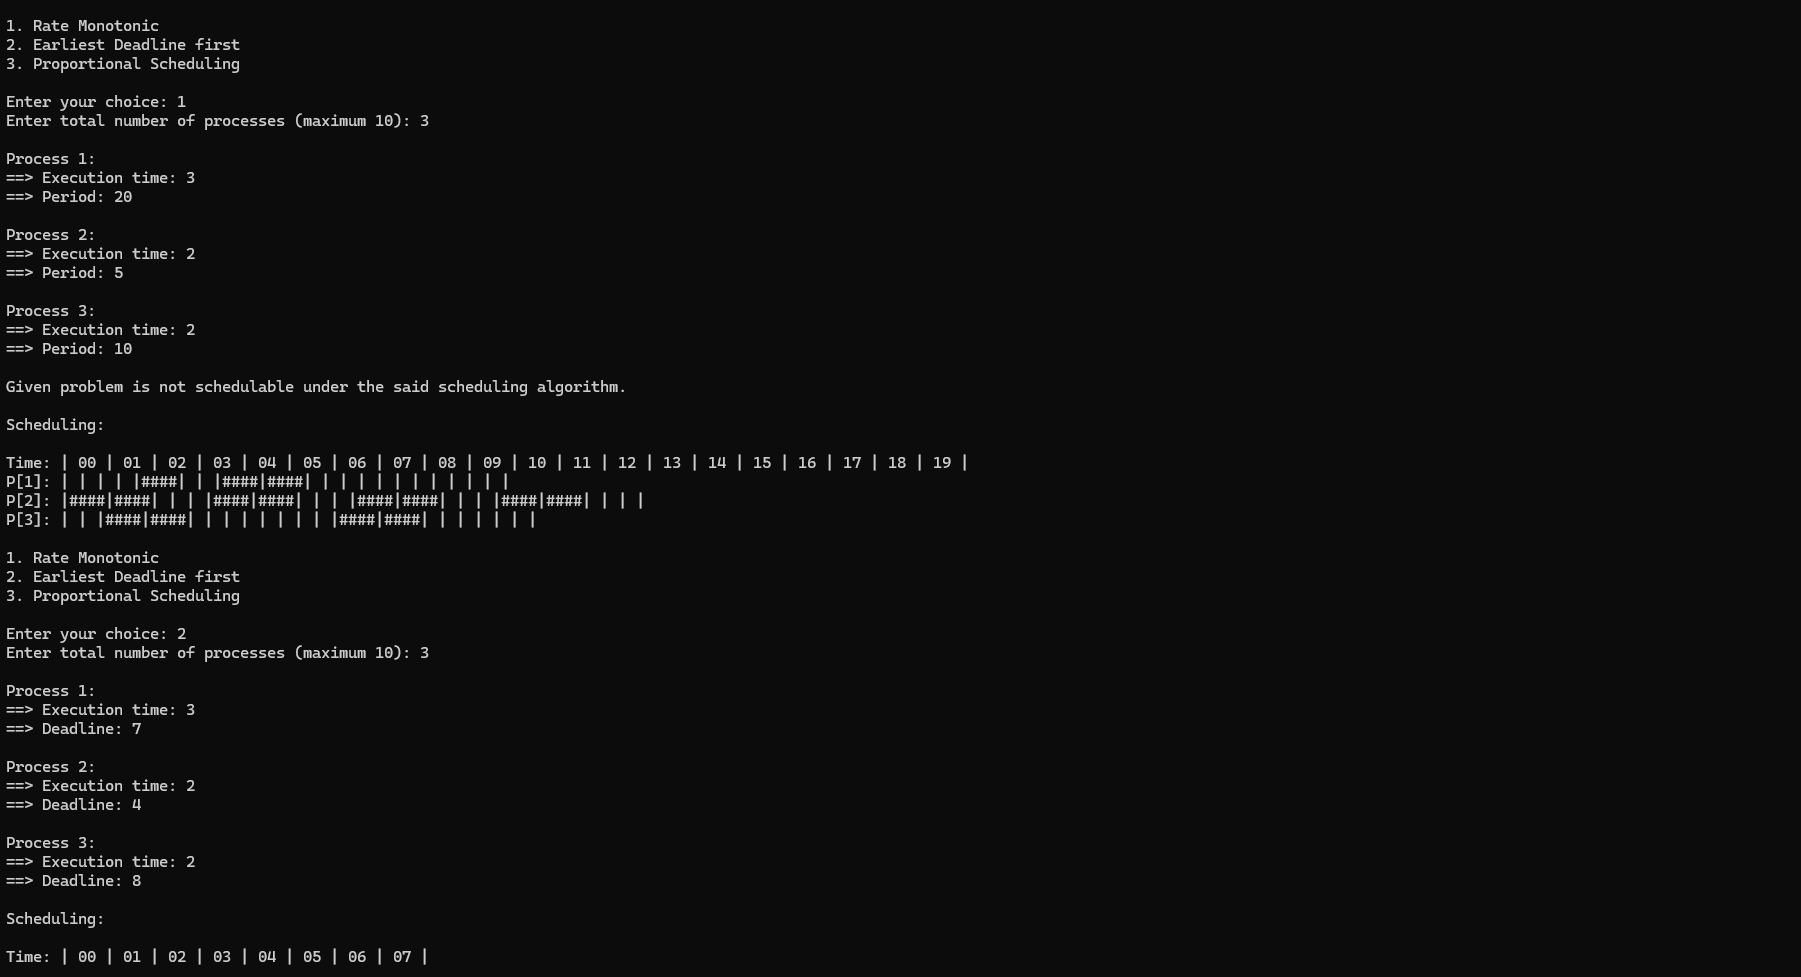 1. Rate Monotonic
2. Earliest Deadline first
3. Proportional Scheduling
Enter your choice: 1
Enter total number of processes (maximum 10): 3
Process 1:
==> Execution time: 3
==> Period: 20
Process 2:
==> Execution time: 2
==> Period: 5
Process 3:
==> Execution time: 2
==> Period: 10
Given problem is not schedulable under the said scheduling algorithm.
Scheduling:
Time: | 00 | 01 | 02 | 03 | 04 | 05 | 06 | 07 | 08 | 09 | 10 | 11 | 12 | 13 | 14 | 15 | 16 | 17 | 18 | 19 |
P[1]: | | | | |####| | |####|####| | | | | | | | | | | |
P[2]: |####|####| | | |####|####| | | |####|####| | | |####|####| | | |
P[3]: | | |####|####| | | | | | | | |####|####| | | | | | |
1. Rate Monotonic
2. Earliest Deadline first
3. Proportional Scheduling
Enter your choice: 2
Enter total number of processes (maximum 10): 3
Process 1:
==> Execution time: 3
==> Deadline: 7
Process 2:
==> Execution time: 2
==> Deadline: 4
Process 3:
==> Execution time: 2
==> Deadline: 8
Scheduling:
Time: | 00 | 01 | 02 | 03 | 04 | 05 | 06 | 07 |